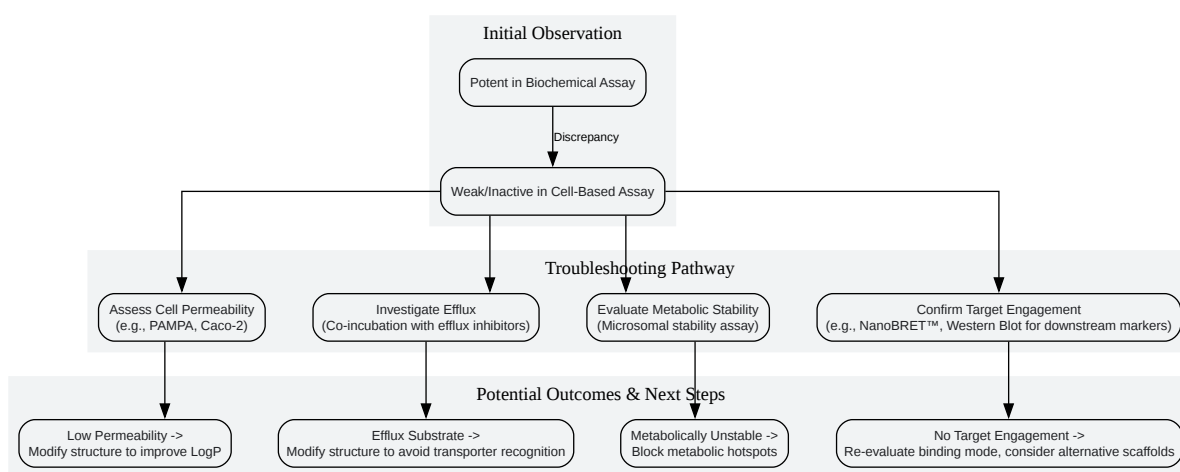 Initial Observation
Potent in Biochemical Assay
Discrepancy
Weak/Inactive in Cell-Based Assay
Troubleshooting Pathway
Assess Cell Permeability
(e.g., PAMPA, Caco-2)
Investigate Efflux
(Co-incubation with efflux inhibitors)
Evaluate Metabolic Stability
(Microsomal stability assay)
Confirm Target Engagement
(e.g., NanoBRET™, Western Blot for downstream markers)
Potential Outcomes & Next Steps
Low Permeability ->
Modify structure to improve LogP
Efflux Substrate ->
Modify structure to avoid transporter recognition
Metabolically Unstable ->
Block metabolic hotspots
No Target Engagement ->
Re-evaluate binding mode, consider alternative scaffolds